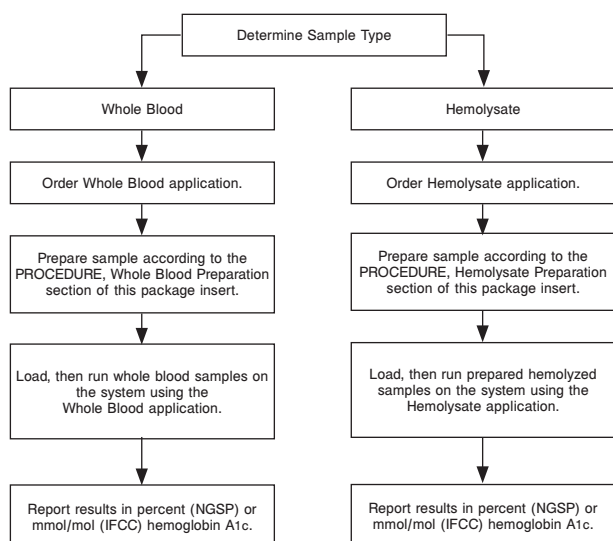 Determine Sample Type
Whole Blood
Hemolysate
Order Whole Blood application.
Order Hemolysate application.
Prepare sample according to the
PROCEDURE, Whole Blood Preparation
section of this package insert.
Prepare sample according to the
PROCEDURE, Hemolysate Preparation
section of this package insert.
Load, then run whole blood samples on
the system using the
Whole Blood application.
Load, then run prepared hemolyzed
samples on the system using the
Hemolysate application.
Report results in percent (NGSP) or
mmol/mol (IFCC) hemoglobin A1c.
Report results in percent (NGSP) or
mmol/mol (IFCC) hemoglobin A1c.